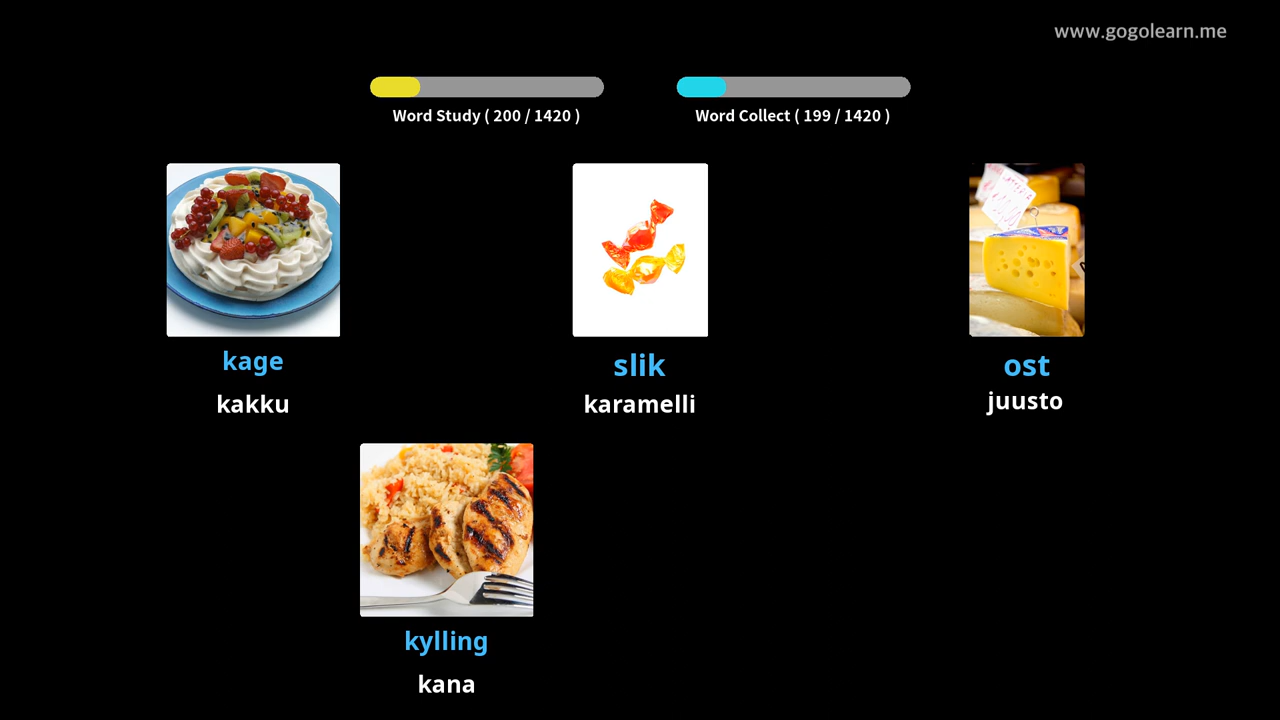 www.gogolearn.me
Word Study ( 200 / 1420 )
Word Collect ( 199 / 1420 )
kage
slik
ost
kakku
karamelli
juusto
kylling
kana